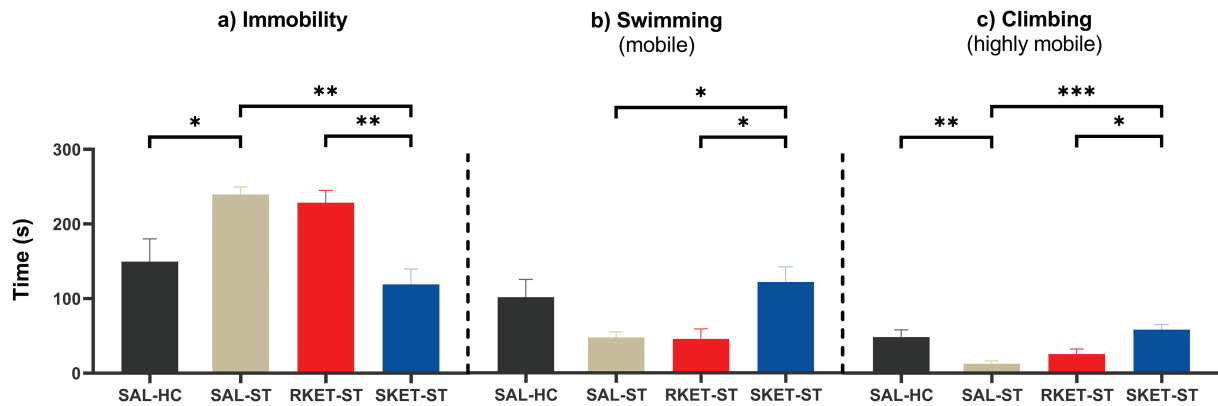 a) Immobility
b) Swimming
(mobile)
c) Climbing
(highly mobile)
* ** **
* *
** *** *
Time (s)
300
200
100
0
SAL-HC SAL-ST RKET-ST SKET-ST
SAL-HC SAL-ST RKET-ST SKET-ST
SAL-HC SAL-ST RKET-ST SKET-ST